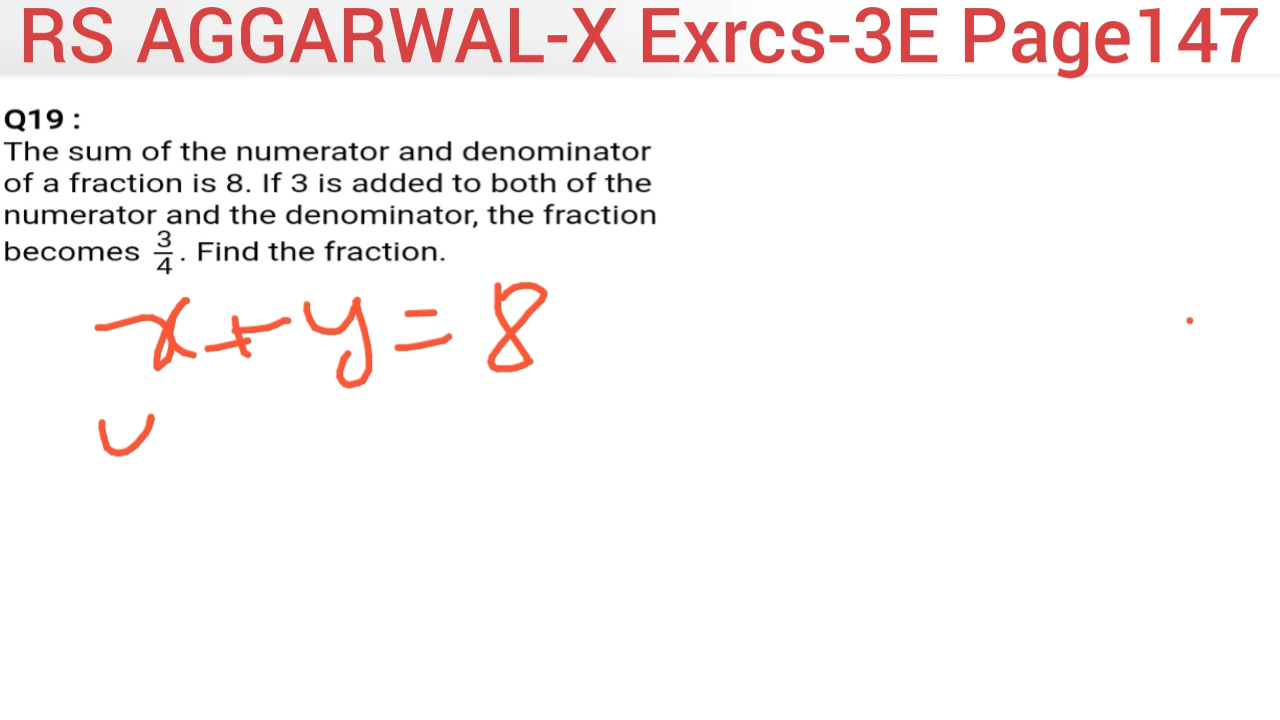 RS AGGARWAL-X Exrcs-3E Page147
Q19 :
The sum of the numerator and denominator
of a fraction is 8. If 3 is added to both of the
numerator and the denominator, the fraction
becomes 3/4. Find the fraction.
x+y=8